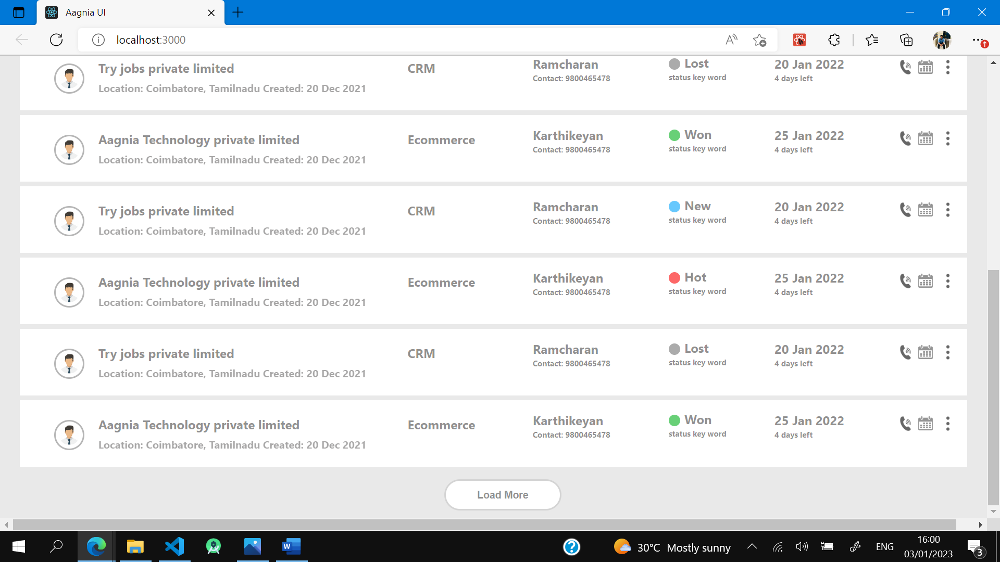 Aagnia UI
localhost:3000
Try jobs private limited CRM Ramcharan Lost 20 Jan 2022
Location: Coimbatore, Tamilnadu Created: 20 Dec 2021 Contact: 9800465478 status key word 4 days left
Aagnia Technology private limited Ecommerce Karthikeyan Won 25 Jan 2022
Location: Coimbatore, Tamilnadu Created: 20 Dec 2021 Contact: 9800465478 status key word 4 days left
Try jobs private limited CRM Ramcharan New 20 Jan 2022
Location: Coimbatore, Tamilnadu Created: 20 Dec 2021 Contact: 9800465478 status key word 4 days left
Aagnia Technology private limited Ecommerce Karthikeyan Hot 25 Jan 2022
Location: Coimbatore, Tamilnadu Created: 20 Dec 2021 Contact: 9800465478 status key word 4 days left
Try jobs private limited CRM Ramcharan Lost 20 Jan 2022
Location: Coimbatore, Tamilnadu Created: 20 Dec 2021 Contact: 9800465478 status key word 4 days left
Aagnia Technology private limited Ecommerce Karthikeyan Won 25 Jan 2022
Location: Coimbatore, Tamilnadu Created: 20 Dec 2021 Contact: 9800465478 status key word 4 days left
Load More
30°C Mostly sunny ENG 16:00
03/01/2023 3